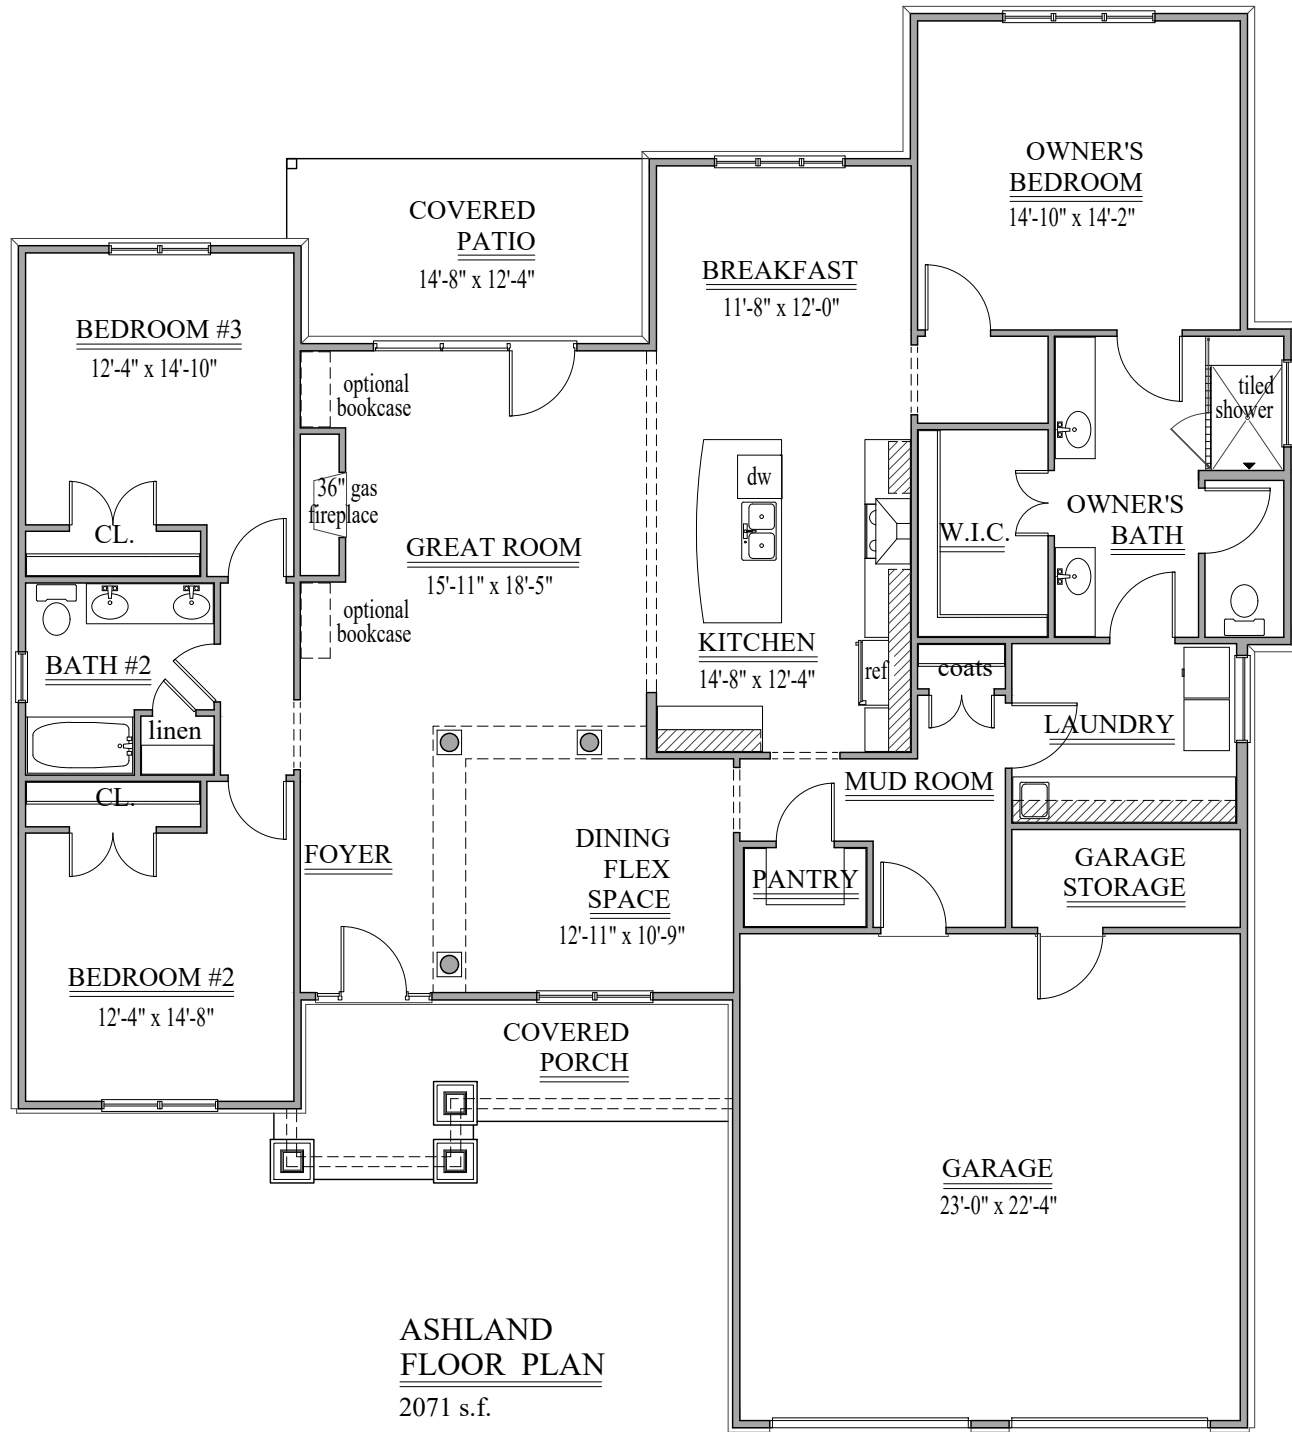 OWNER'S
BEDROOM
14'-10" x 14'-2"
COVERED
PATIO
14'-8" x 12'-4"
BREAKFAST
11'-8" x 12'-0"
BEDROOM #3
12'-4" x 14'-10"
optional
bookcase
tiled
shower
dw
36" gas
fireplace
CL.
GREAT ROOM
15'-11" x 18'-5"
W.I.C.
OWNER'S
BATH
optional
bookcase
KITCHEN
14'-8" x 12'-4"
ref
coats
BATH #2
linen
LAUNDRY
MUD ROOM
CL.
FOYER
DINING
FLEX
SPACE
12'-11" x 10'-9"
PANTRY
GARAGE
STORAGE
BEDROOM #2
12'-4" x 14'-8"
COVERED
PORCH
GARAGE
23'-0" x 22'-4"
ASHLAND
FLOOR PLAN
2071 s.f.